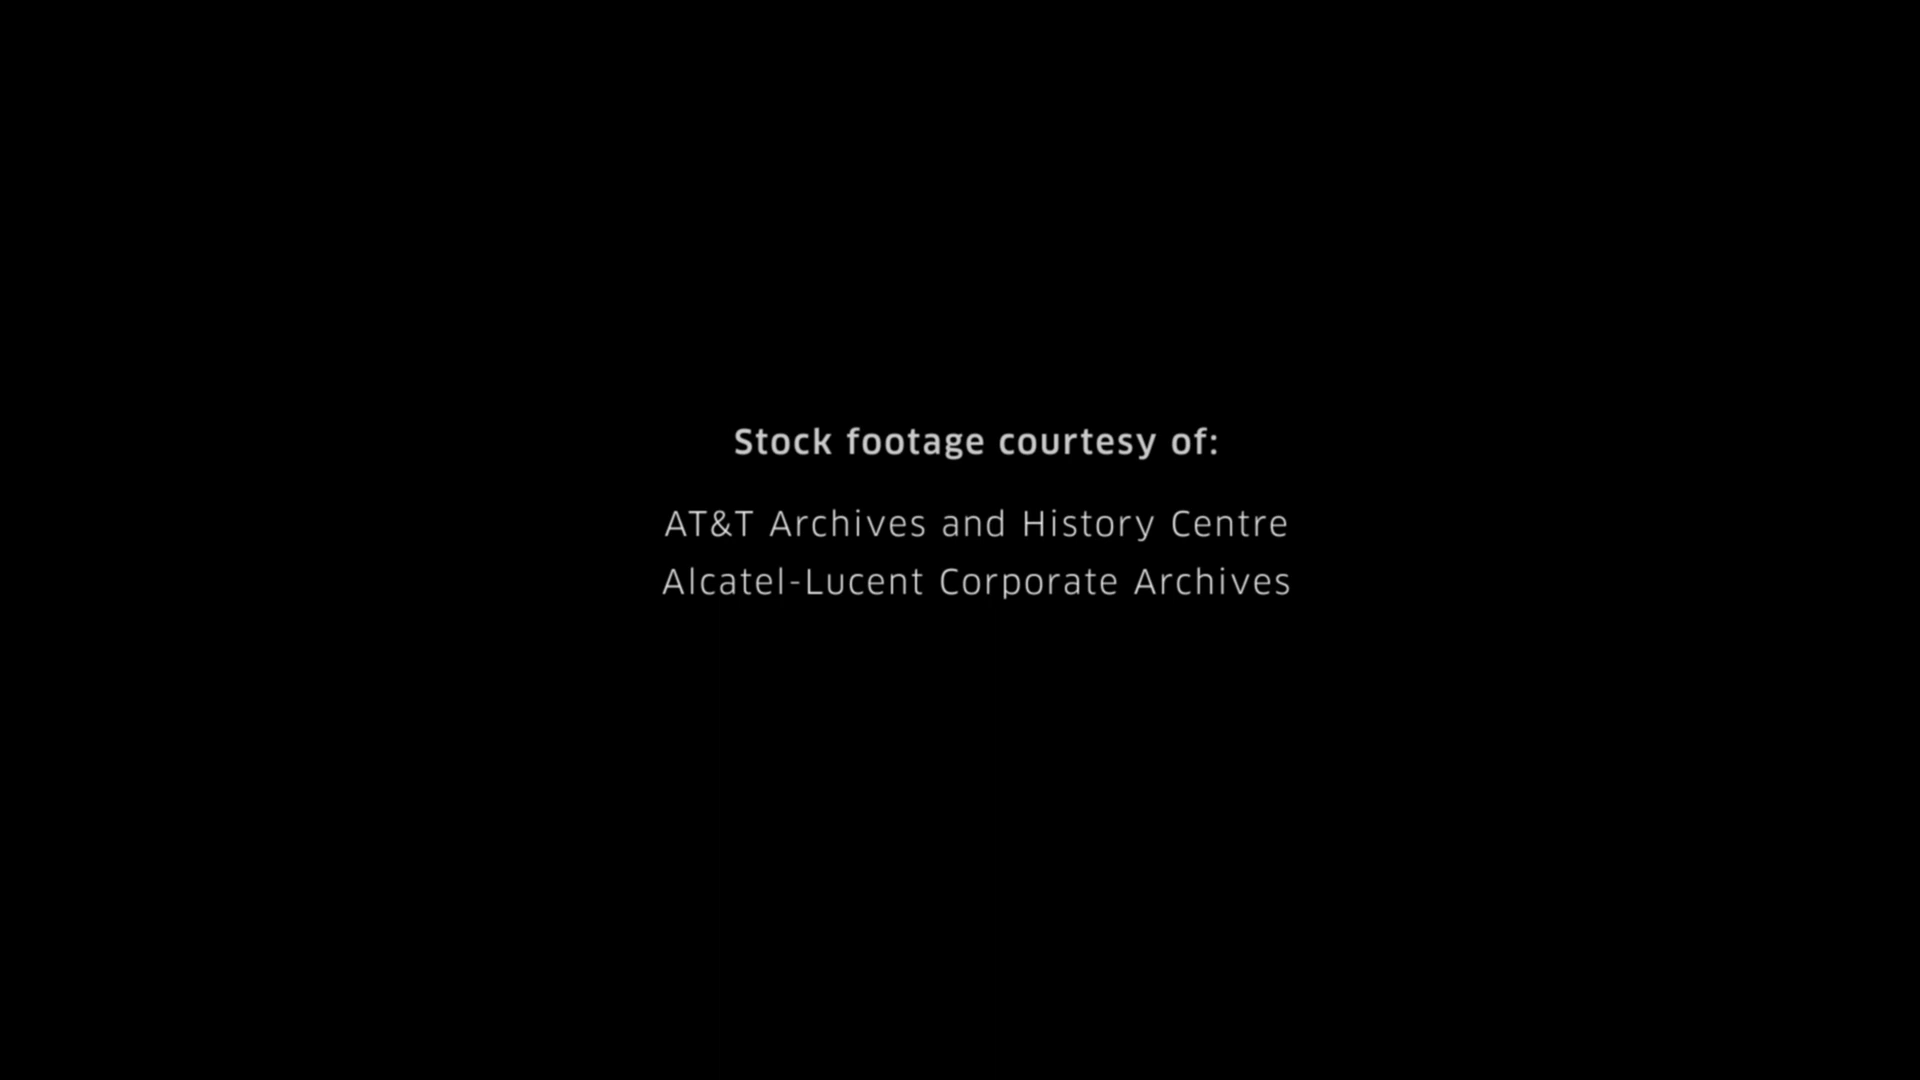 Stock footage courtesy of:
AT&T Archives and History Centre
Alcatel-Lucent Corporate Archives